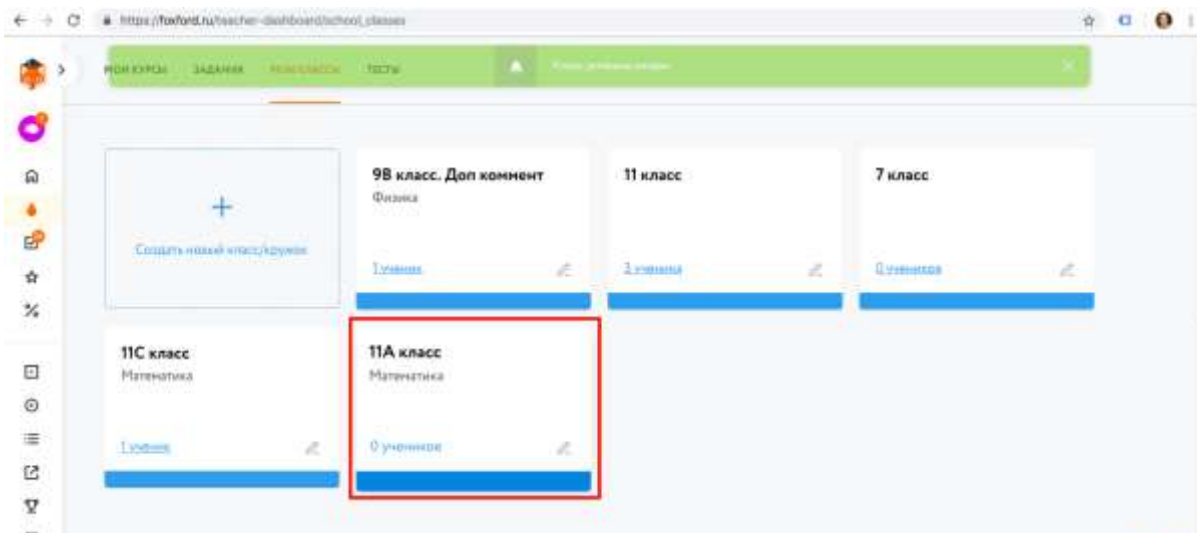 https://foxford.ru/teacher-dashboard/school_classes
МОИ КУРСЫ ЗАДАНИЯ МОИ КЛАССЫ ТЕСТЫ
9В класс. Доп коммент
Физика
1 ученик
11 класс
3 ученика
7 класс
0 учеников
Создать новый класс/кружок
11С класс
Математика
1 ученик
11А класс
Математика
0 учеников